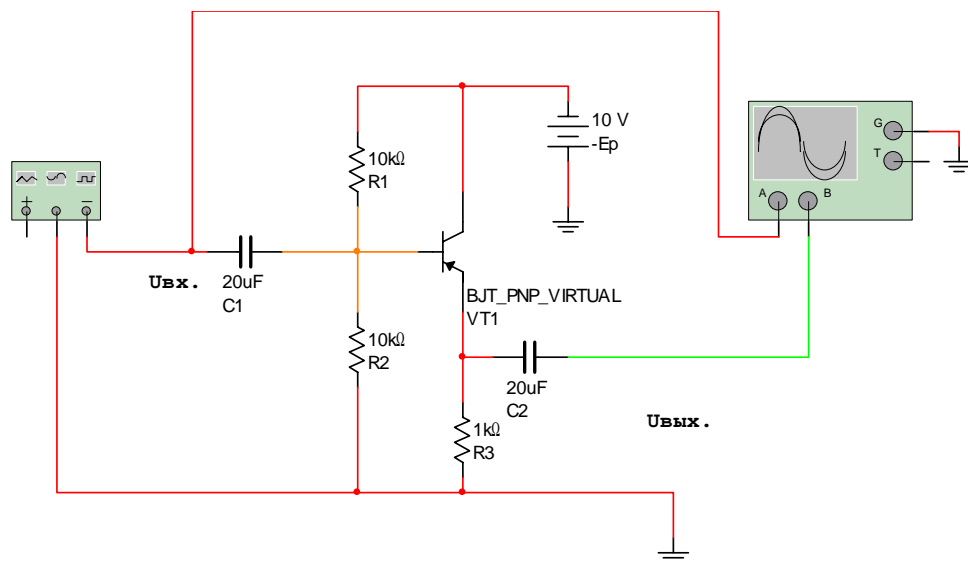 10 V
-Ep
10kΩ
R1
G
T
A
B
+
−
Uвх.
20uF
C1
BJT_PNP_VIRTUAL
VT1
10kΩ
R2
20uF
C2
Uвых.
1kΩ
R3